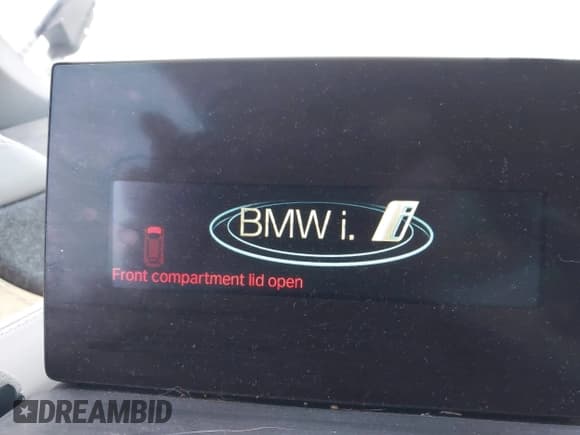 BMW i. i
Front compartment lid open
DREAMBID